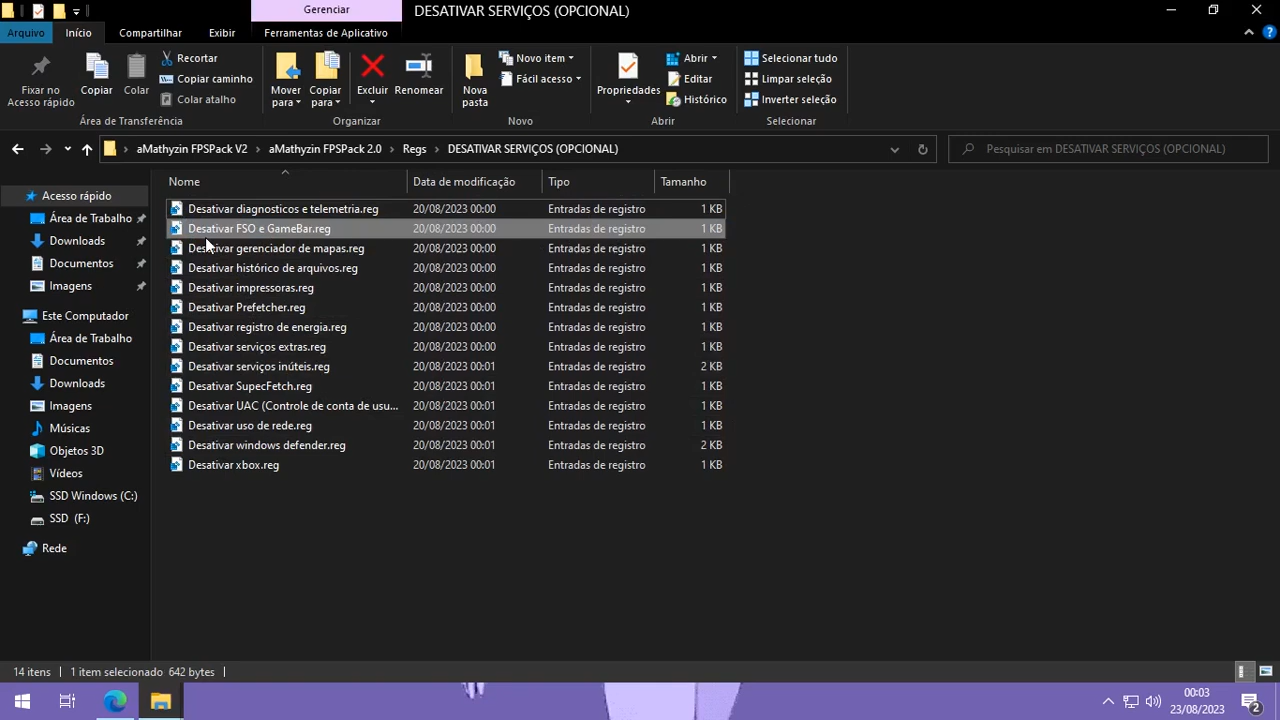 Gerenciar
DESATIVAR SERVIÇOS (OPCIONAL)
Arquivo
Início
Compartilhar
Exibir
Ferramentas de Aplicativo
Fixar no Acesso rápido
Copiar
Colar
Recortar
Copiar caminho
Colar atalho
Mover para
Copiar para
Excluir
Renomear
Nova pasta
Novo item
Fácil acesso
Propriedades
Abrir
Editar
Histórico
Selecionar tudo
Limpar seleção
Inverter seleção
Área de Transferência
Organizar
Novo
Abrir
Selecionar
aMathyzin FPSPack V2 › aMathyzin FPSPack 2.0 › Regs › DESATIVAR SERVIÇOS (OPCIONAL)
Pesquisar em DESATIVAR SERVIÇOS (OPCIONAL)
Acesso rápido
Área de Trabalho
Downloads
Documentos
Imagens
Este Computador
Área de Trabalho
Documentos
Downloads
Imagens
Músicas
Objetos 3D
Vídeos
SSD Windows (C:)
SSD (F:)
Rede
Nome Data de modificação Tipo Tamanho
Desativar diagnosticos e telemetria.reg 20/08/2023 00:00 Entradas de registro 1 KB
Desativar FSO e GameBar.reg 20/08/2023 00:00 Entradas de registro 1 KB
Desativar gerenciador de mapas.reg 20/08/2023 00:00 Entradas de registro 1 KB
Desativar histórico de arquivos.reg 20/08/2023 00:00 Entradas de registro 1 KB
Desativar impressoras.reg 20/08/2023 00:00 Entradas de registro 1 KB
Desativar Prefetcher.reg 20/08/2023 00:00 Entradas de registro 1 KB
Desativar registro de energia.reg 20/08/2023 00:00 Entradas de registro 1 KB
Desativar serviços extras.reg 20/08/2023 00:00 Entradas de registro 1 KB
Desativar serviços inúteis.reg 20/08/2023 00:01 Entradas de registro 2 KB
Desativar SupecFetch.reg 20/08/2023 00:01 Entradas de registro 1 KB
Desativar UAC (Controle de conta de usu... 20/08/2023 00:01 Entradas de registro 1 KB
Desativar uso de rede.reg 20/08/2023 00:01 Entradas de registro 1 KB
Desativar windows defender.reg 20/08/2023 00:01 Entradas de registro 2 KB
Desativar xbox.reg 20/08/2023 00:01 Entradas de registro 1 KB
14 itens
1 item selecionado 642 bytes
00:03
23/08/2023
2